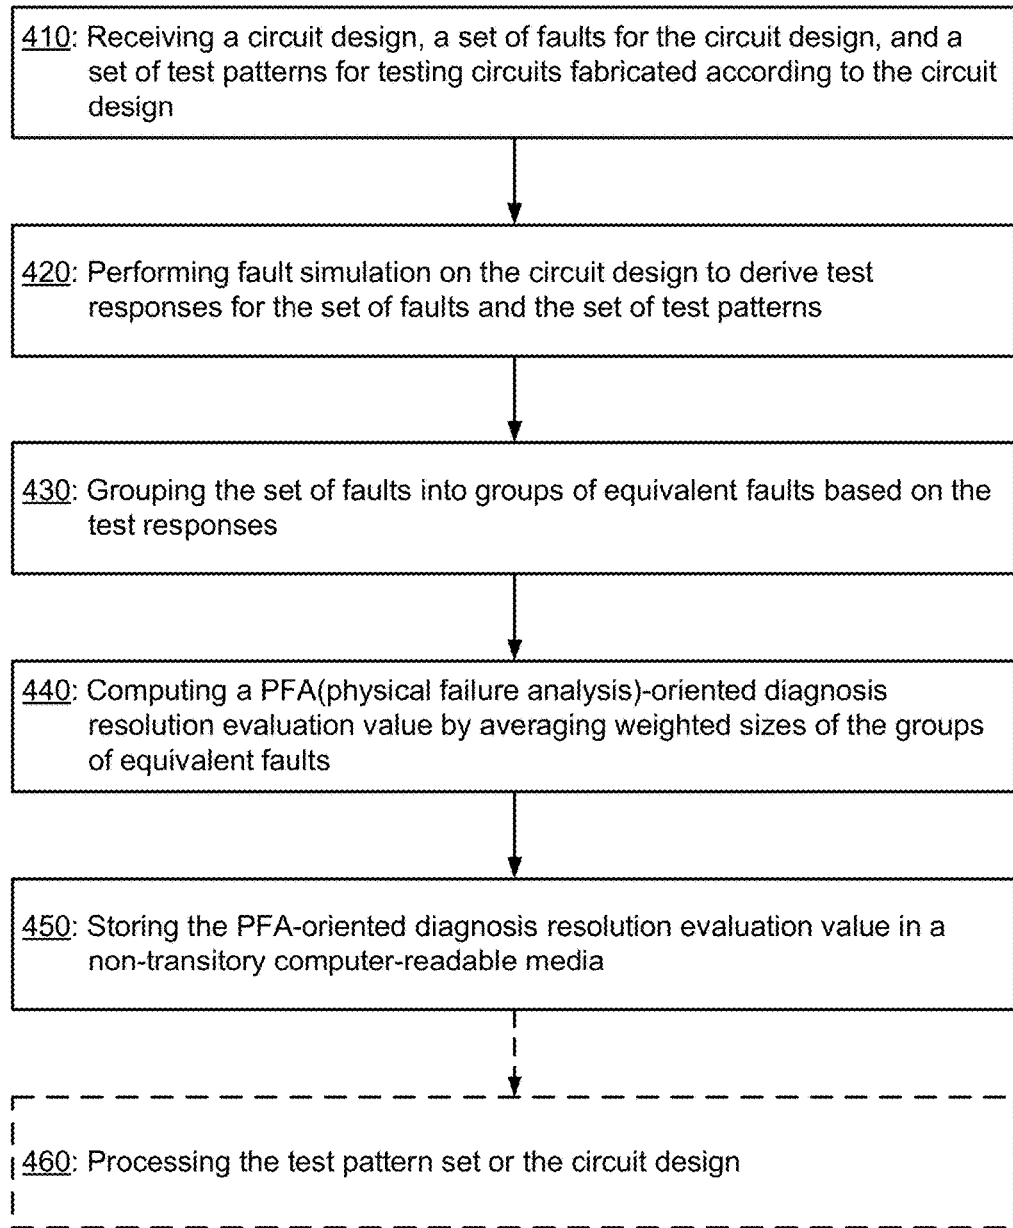 410: Receiving a circuit design, a set of faults for the circuit design, and a
set of test patterns for testing circuits fabricated according to the circuit
design
420: Performing fault simulation on the circuit design to derive test
responses for the set of faults and the set of test patterns
430: Grouping the set of faults into groups of equivalent faults based on the
test responses
440: Computing a PFA(physical failure analysis)-oriented diagnosis
resolution evaluation value by averaging weighted sizes of the groups
of equivalent faults
450: Storing the PFA-oriented diagnosis resolution evaluation value in a
non-transitory computer-readable media
460: Processing the test pattern set or the circuit design